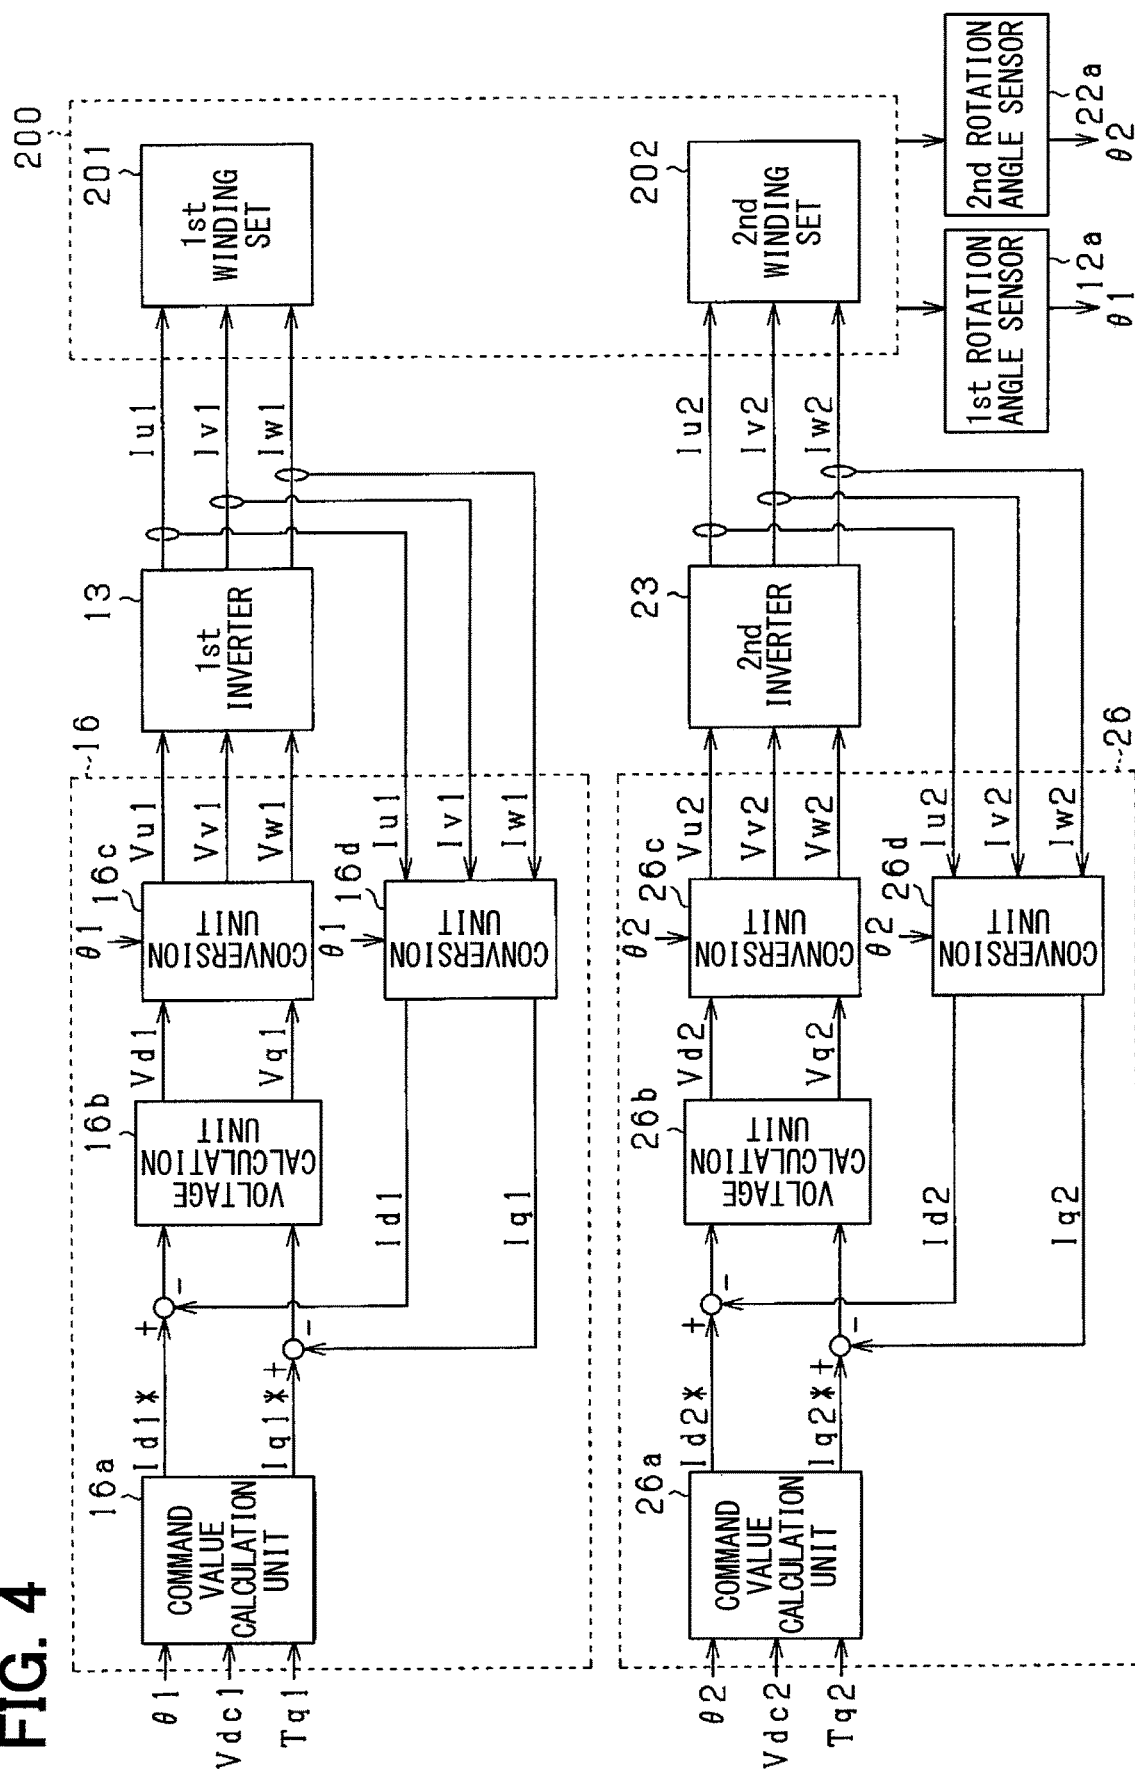 FIG. 4
θ1
Vdc1
Tq1
16a
COMMAND
VALUE
CALCULATION
UNIT
Id1*
Iq1*
+
-
+
-
16b
VOLTAGE
CALCULATION
UNIT
Vd1
Vq1
θ1
16c
CONVERSION
UNIT
Vu1
Vv1
Vw1
16
13
1st
INVERTER
Iu1
Iv1
Iw1
200
201
1st
WINDING
SET
Id1
Iq1
θ1
16d
CONVERSION
UNIT
Iu1
Iv1
Iw1
θ2
Vdc2
Tq2
26a
COMMAND
VALUE
CALCULATION
UNIT
Id2*
Iq2*
+
-
+
-
26b
VOLTAGE
CALCULATION
UNIT
Vd2
Vq2
θ2
26c
CONVERSION
UNIT
Vu2
Vv2
Vw2
23
2nd
INVERTER
Iu2
Iv2
Iw2
202
2nd
WINDING
SET
Id2
Iq2
θ2
26d
CONVERSION
UNIT
Iu2
Iv2
Iw2
26
1st ROTATION
ANGLE SENSOR
12a
θ1
2nd ROTATION
ANGLE SENSOR
22a
θ2